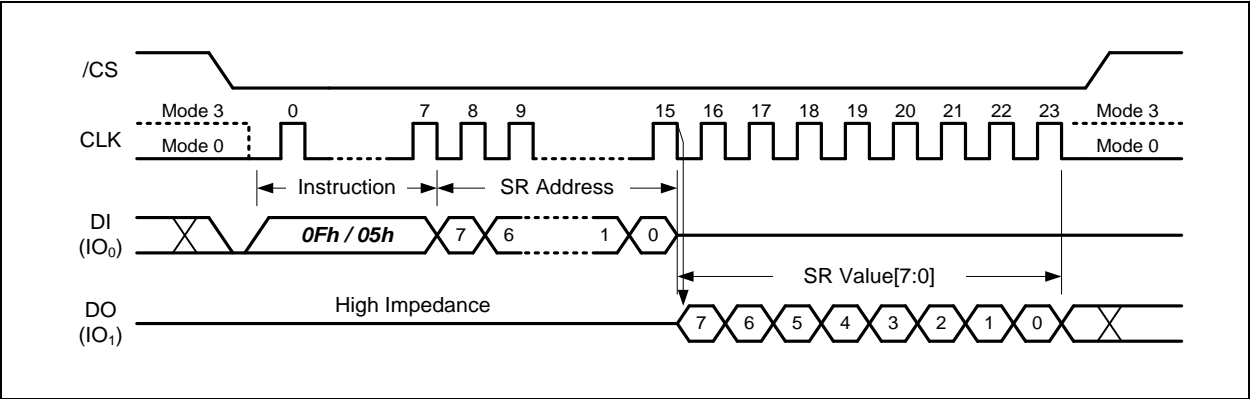 /CS
Mode 3 0 7 8 9 15 16 17 18 19 20 21 22 23 Mode 3
CLK
Mode 0 Mode 0
Instruction SR Address
DI
(IO₀)
0Fh / 05h 7 6 1 0
SR Value[7:0]
High Impedance
DO
(IO₁)
7 6 5 4 3 2 1 0